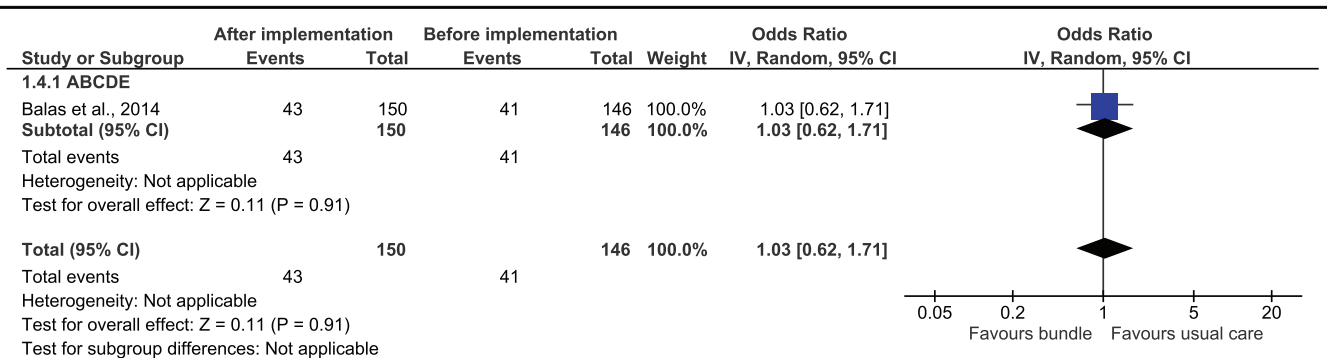 After implementation Before implementation Odds Ratio Odds Ratio
Study or Subgroup Events Total Events Total Weight IV, Random, 95% CI IV, Random, 95% CI
1.4.1 ABCDE
Balas et al., 2014 43 150 41 146 100.0% 1.03 [0.62, 1.71]
Subtotal (95% CI) 150 146 100.0% 1.03 [0.62, 1.71]
Total events 43 41
Heterogeneity: Not applicable
Test for overall effect: Z = 0.11 (P = 0.91)
Total (95% CI) 150 146 100.0% 1.03 [0.62, 1.71]
Total events 43 41
Heterogeneity: Not applicable
Test for overall effect: Z = 0.11 (P = 0.91)
Test for subgroup differences: Not applicable
0.05 0.2 1 5 20
Favours bundle Favours usual care